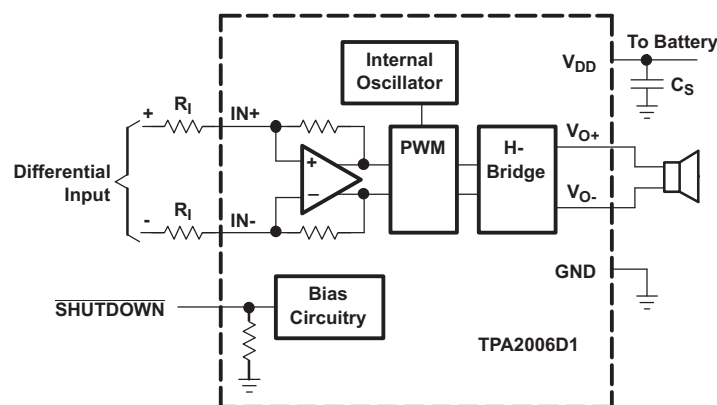 To Battery
Internal
Oscillator
VDD
CS
+
RI
IN+
VO+
PWM
H-
Bridge
+
Differential
Input
–
VO-
-
RI
IN-
GND
SHUTDOWN
Bias
Circuitry
TPA2006D1